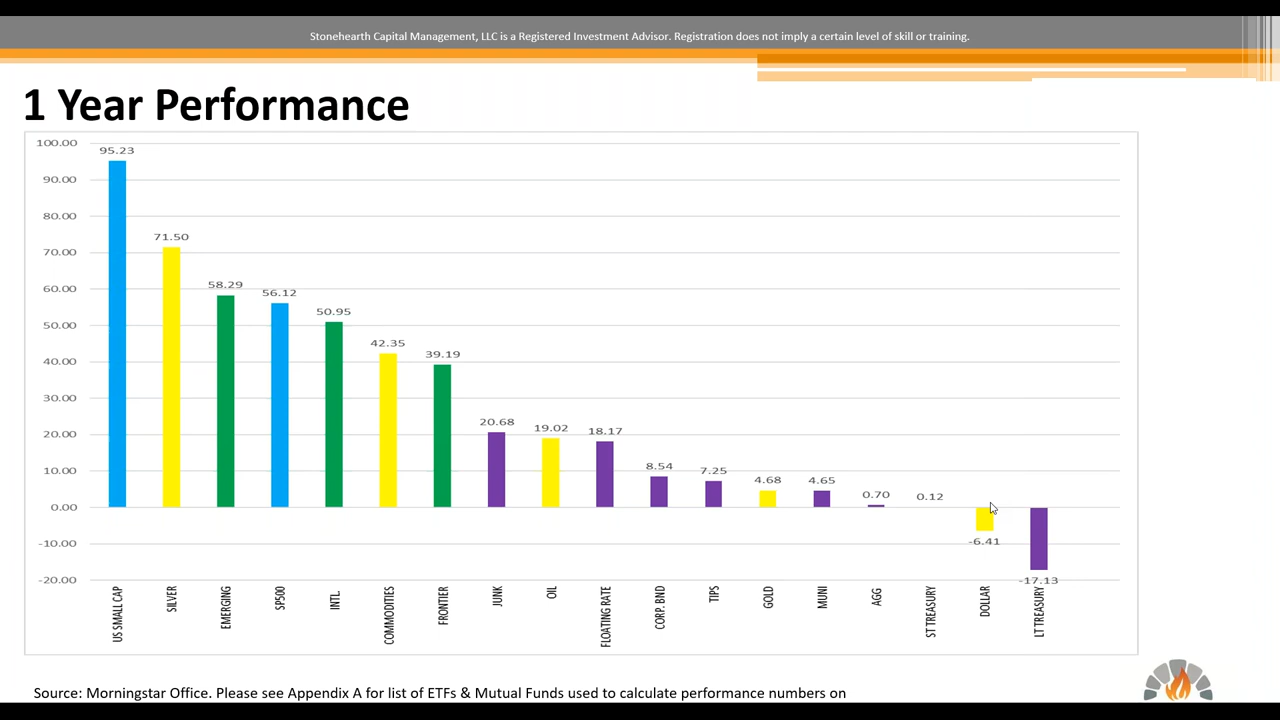 Stonehearth Capital Management, LLC is a Registered Investment Advisor. Registration does not imply a certain level of skill or training.
1 Year Performance
100.00
90.00
80.00
70.00
60.00
50.00
40.00
30.00
20.00
10.00
0.00
-10.00
-20.00
95.23
71.50
58.29
56.12
50.95
42.35
39.19
20.68
19.02
18.17
8.54
7.25
4.68
4.65
0.70
0.12
-6.41
-17.13
US SMALL CAP
SILVER
EMERGING
SP500
INTL.
COMMODITIES
FRONTIER
JUNK
OIL
FLOATING RATE
CORP. BND
TIPS
GOLD
MUNI
AGG
ST TREASURY
DOLLAR
LT TREASURY
Source: Morningstar Office. Please see Appendix A for list of ETFs & Mutual Funds used to calculate performance numbers on